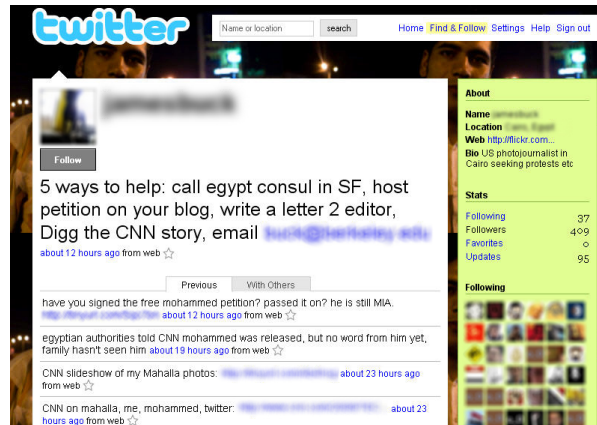 twitter
Name or location search Home Find & Follow Settings Help Sign out
Follow
5 ways to help: call egypt consul in SF, host
petition on your blog, write a letter 2 editor,
Digg the CNN story, email
about 12 hours ago from web
Previous With Others
have you signed the free mohammed petition? passed it on? he is still MIA.
about 12 hours ago from web
egyptian authorities told CNN mohammed was released, but no word from him yet,
family hasn't seen him about 19 hours ago from web
CNN slideshow of my Mahalla photos: about 23 hours ago
from web
CNN on mahalla, me, mohammed, twitter: about 23
hours ago from web
About
Name
Location
Web http://flickr.com...
Bio US photojournalist in
Cairo seeking protests etc
Stats
Following 37
Followers 409
Favorites 0
Updates 95
Following